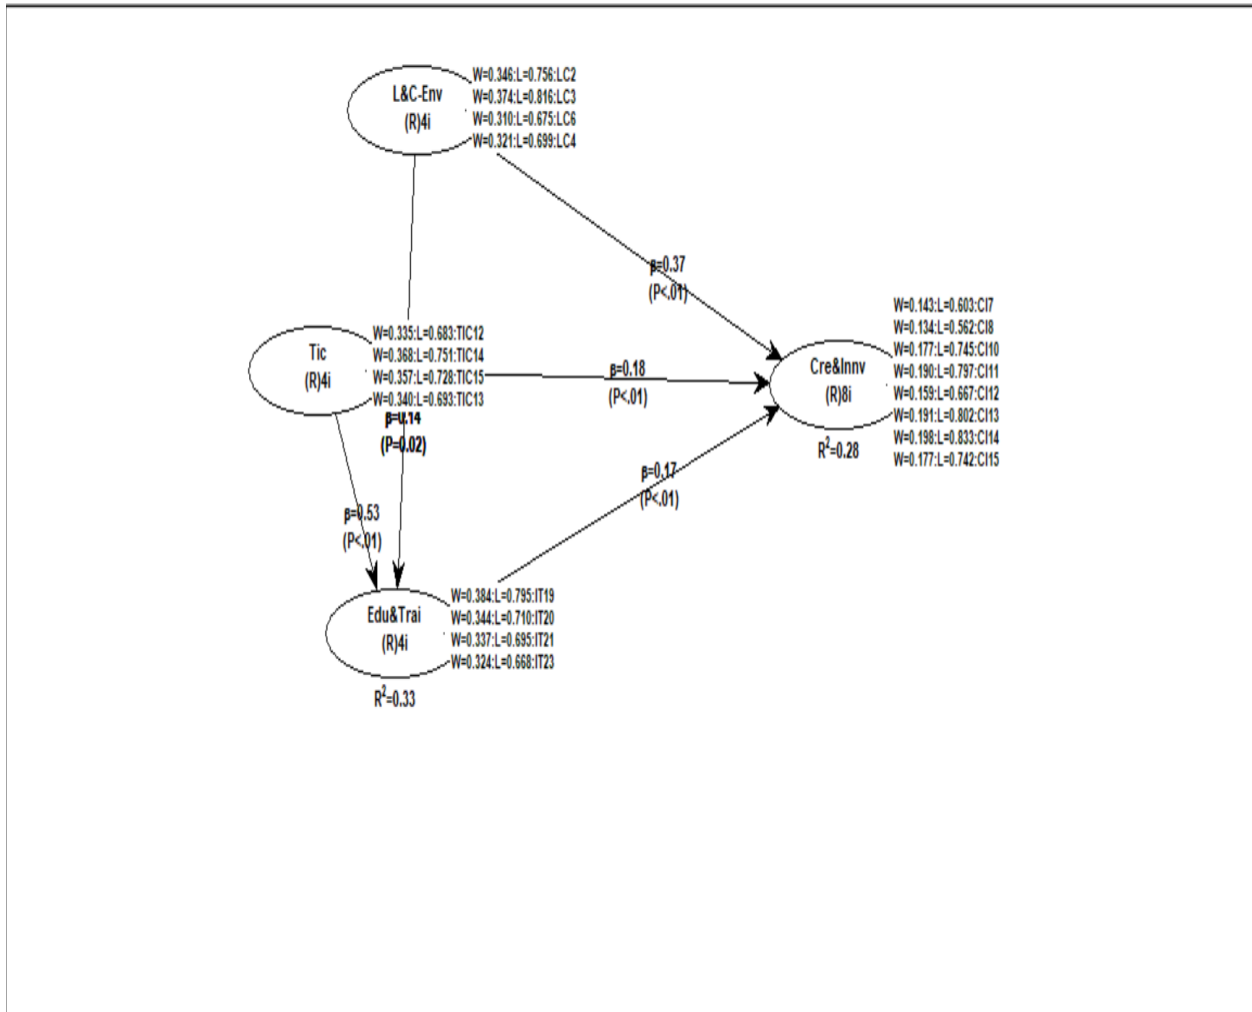 L&C-Env
(R)4i
W=0.346:L=0.756:LC2
W=0.374:L=0.816:LC3
W=0.310:L=0.675:LC6
W=0.321:L=0.699:LC4
β=0.37
(P<.01)
Tic
(R)4i
W=0.335:L=0.683:TIC12
W=0.368:L=0.751:TIC14
W=0.357:L=0.728:TIC15
W=0.340:L=0.693:TIC13
β=0.18
(P<.01)
Cre&Innv
(R)8i
R²=0.28
W=0.143:L=0.603:CI7
W=0.134:L=0.562:CI8
W=0.177:L=0.745:CI10
W=0.190:L=0.797:CI11
W=0.159:L=0.667:CI12
W=0.191:L=0.802:CI13
W=0.198:L=0.833:CI14
W=0.177:L=0.742:CI15
β=0.14
(P=0.02)
β=0.17
(P<.01)
β=0.53
(P<.01)
Edu&Trai
(R)4i
W=0.384:L=0.795:IT19
W=0.344:L=0.710:IT20
W=0.337:L=0.695:IT21
W=0.324:L=0.668:IT23
R²=0.33